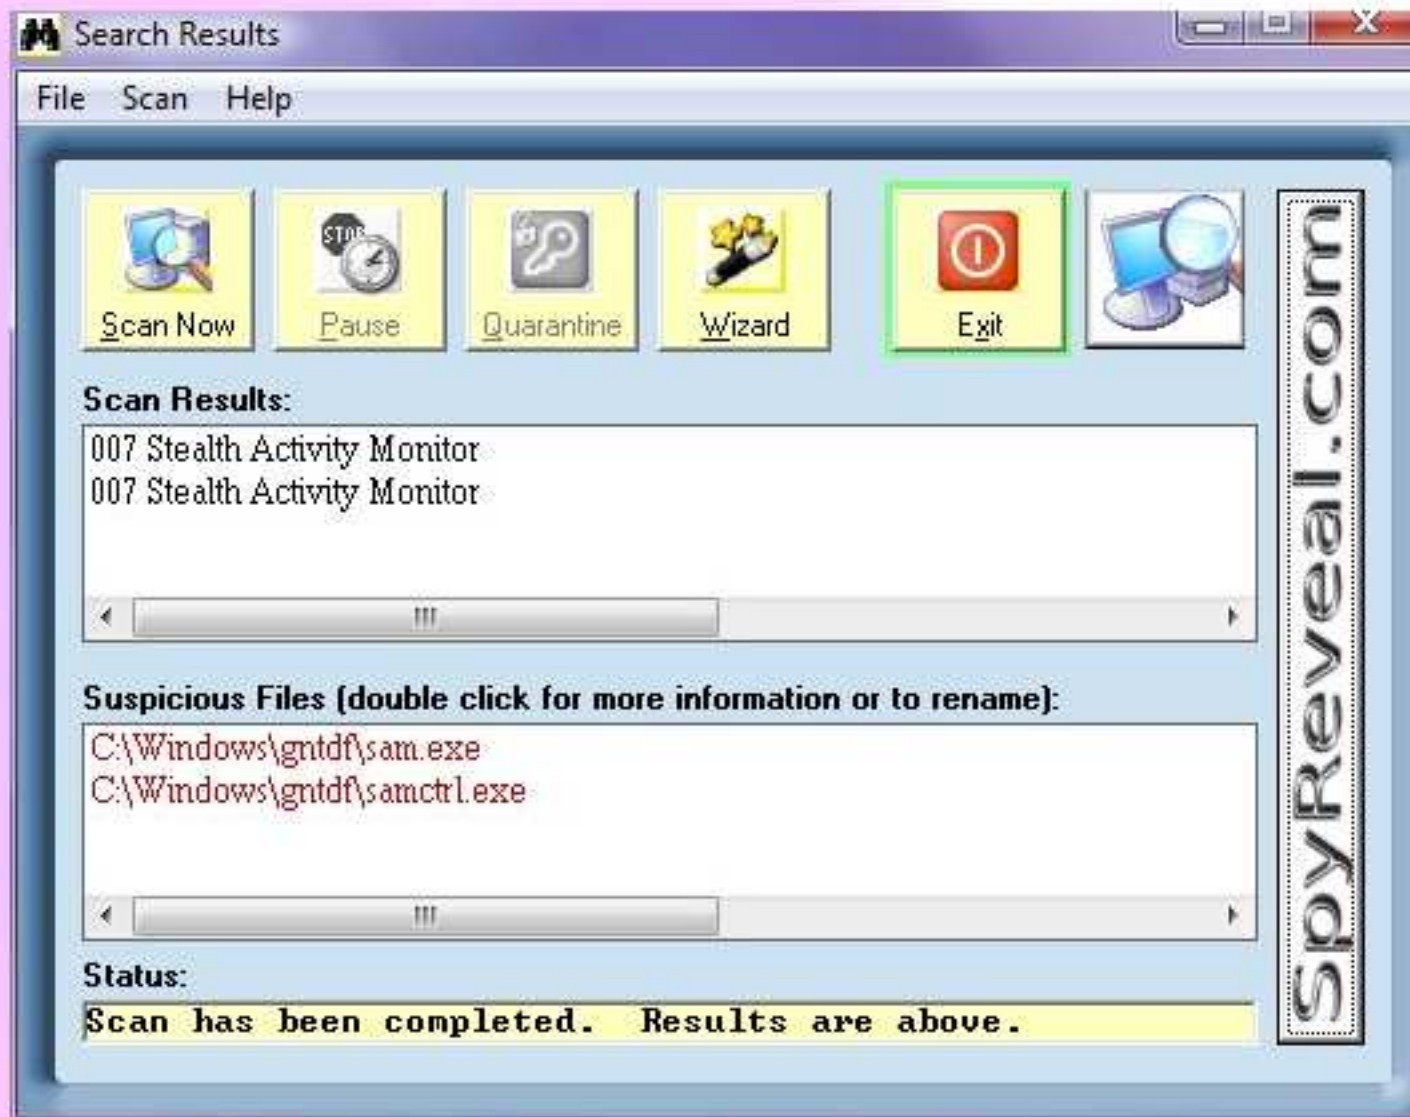 Search Results
File Scan Help
Scan Now
STOP
Pause
Quarantine
Wizard
Exit
Scan Results:
007 Stealth Activity Monitor
007 Stealth Activity Monitor
Suspicious Files (double click for more information or to rename):
C:\Windows\gntdf\sam.exe
C:\Windows\gntdf\samctrl.exe
Status:
Scan has been completed. Results are above.
SpyReveal.com